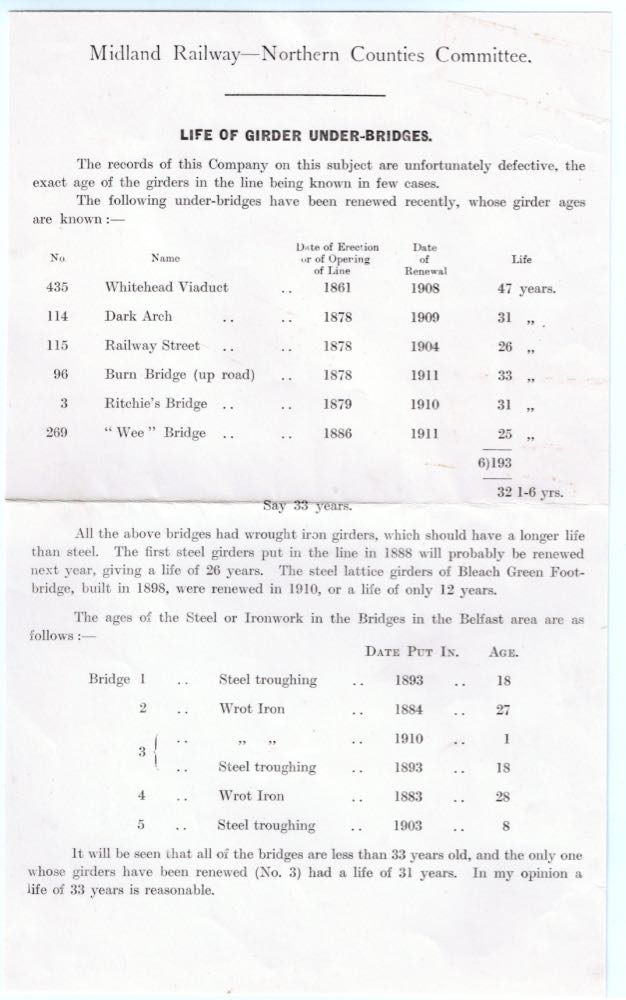 Midland Railway—Northern Counties Committee.
LIFE OF GIRDER UNDER-BRIDGES.
The records of this Company on this subject are unfortunately defective, the
exact age of the girders in the line being known in few cases.
The following under-bridges have been renewed recently, whose girder ages
are known :—
No. Name Date of Erection or of Opening of Line Date of Renewal Life
435 Whitehead Viaduct .. 1861 1908 47 years.
114 Dark Arch .. .. 1878 1909 31 ,,
115 Railway Street .. .. 1878 1904 26 ,,
96 Burn Bridge (up road) .. 1878 1911 33 ,,
3 Ritchie's Bridge .. .. 1879 1910 31 ,,
269 “ Wee ” Bridge .. .. 1886 1911 25 ,,
6)193
32 1-6 yrs.
Say 33 years.
All the above bridges had wrought iron girders, which should have a longer life
than steel. The first steel girders put in the line in 1888 will probably be renewed
next year, giving a life of 26 years. The steel lattice girders of Bleach Green Foot-
bridge, built in 1898, were renewed in 1910, or a life of only 12 years.
The ages of the Steel or Ironwork in the Bridges in the Belfast area are as
follows :—
DATE PUT IN. AGE.
Bridge 1 .. Steel troughing .. 1893 .. 18
2 .. Wrot Iron .. 1884 .. 27
3 { .. ,, ,, .. 1910 .. 1
.. Steel troughing .. 1893 .. 18
4 .. Wrot Iron .. 1883 .. 28
5 .. Steel troughing .. 1903 .. 8
It will be seen that all of the bridges are less than 33 years old, and the only one
whose girders have been renewed (No. 3) had a life of 31 years. In my opinion a
life of 33 years is reasonable.